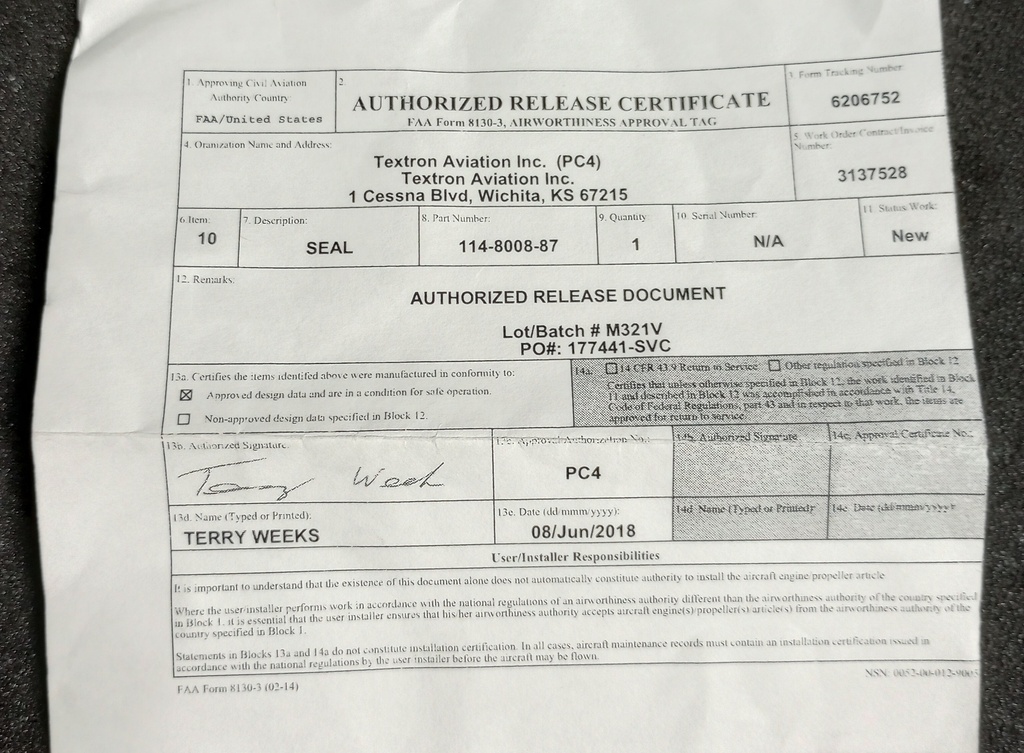 1. Approving Civil Aviation
Authority Country
FAA/United States
2.
AUTHORIZED RELEASE CERTIFICATE
FAA Form 8130-3, AIRWORTHINESS APPROVAL TAG
3. Form Tracking Number
6206752
4. Oranization Name and Address:
Textron Aviation Inc. (PC4)
Textron Aviation Inc.
1 Cessna Blvd, Wichita, KS 67215
5. Work Order Contract/Invoice
Number:
3137528
6. Item:
10
7. Description:
SEAL
8. Part Number:
114-8008-87
9. Quantity
1
10. Serial Number:
N/A
11. Status/Work:
New
12. Remarks:
AUTHORIZED RELEASE DOCUMENT
Lot/Batch # M321V
PO#: 177441-SVC
13a. Certifies the items identifed above were manufactured in conformity to:
Approved design data and are in a condition for safe operation.
Non-approved design data specified in Block 12.
14a. 14 CFR 43.9 Return to Service Other regulation specified in Block 12
Certifies that unless otherwise specified in Block 12, the work identified in Block
11 and described in Block 12 was accomplished in accordance with Title 14,
Code of Federal Regulations, part 43 and in respect to that work, the items are
approved for return to service.
13b. Authorized Signature.
Terry Week
13c. Approval Authorization No.:
PC4
14b. Authorized Signature
14c. Approval Certificate No.:
13d. Name (Typed or Printed):
TERRY WEEKS
13e. Date (dd/mmm/yyyy):
08/Jun/2018
14d Name (Typed or Printed)
14e Date (dd/mmm/yyyy)
User/Installer Responsibilities
It is important to understand that the existence of this document alone does not automatically constitute authority to install the aircraft engine/propeller article
Where the user/installer performs work in accordance with the national regulations of an airworthiness authority different than the airworthiness authority of the country specified
in Block 1, it is essential that the user installer ensures that his/her airworthiness authority accepts aircraft engine(s) propeller(s) article(s) from the airworthiness authority of the
country specified in Block 1.
Statements in Blocks 13a and 14a do not constitute installation certification. In all cases, aircraft maintenance records must contain an installation certification issued in
accordance with the national regulations by the user installer before the aircraft may be flown.
FAA Form 8130-3 (02-14)
NSN: 0052-00-012-9005